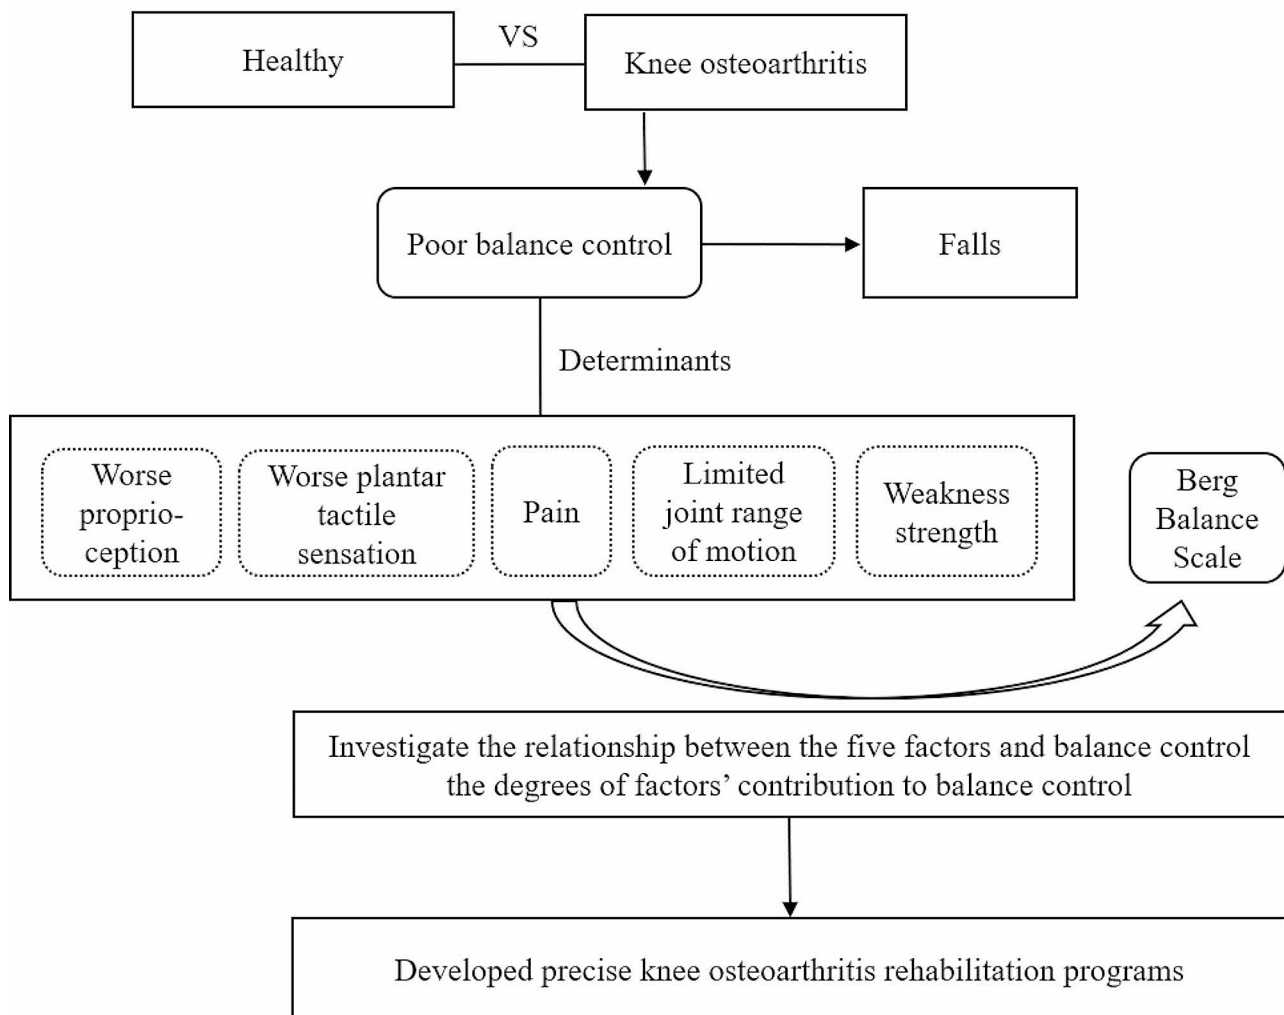 Healthy
VS
Knee osteoarthritis
Poor balance control
Falls
Determinants
Worse
proprio-
ception
Worse plantar
tactile
sensation
Pain
Limited
joint range
of motion
Weakness
strength
Berg
Balance
Scale
Investigate the relationship between the five factors and balance control
the degrees of factors’ contribution to balance control
Developed precise knee osteoarthritis rehabilitation programs